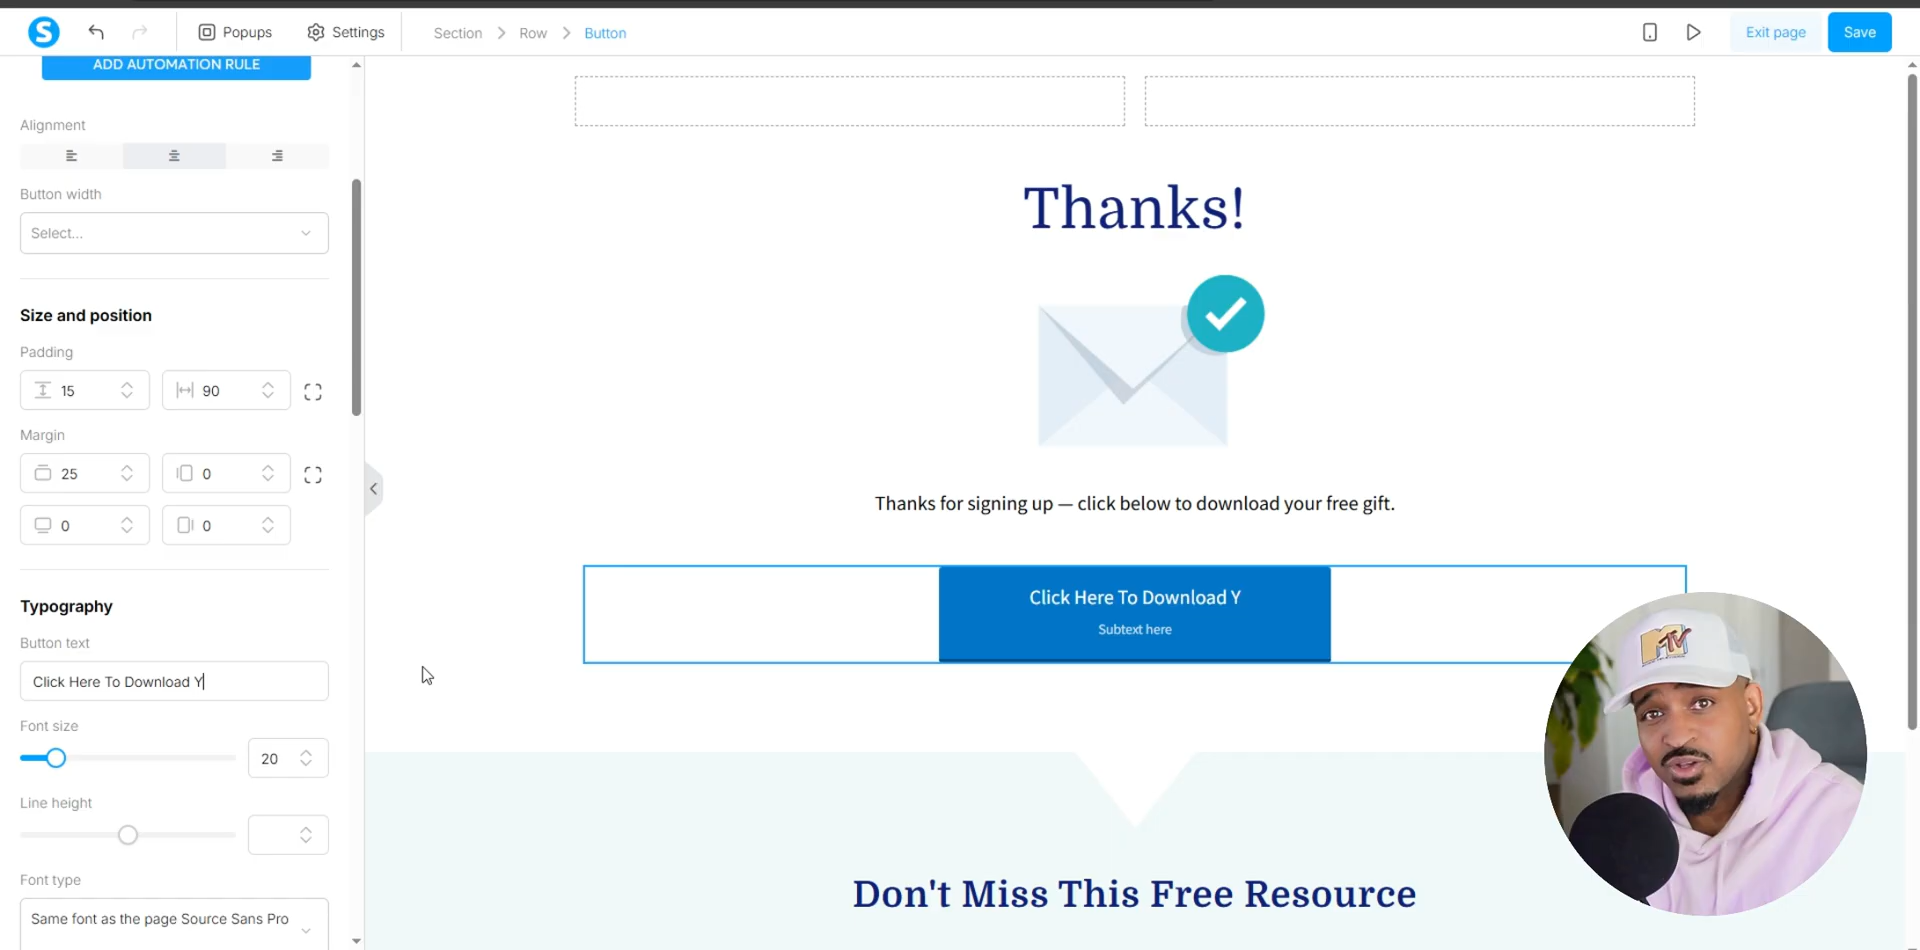 S
Popups
Settings
Section
Row
Button
Exit page
Save
ADD AUTOMATION RULE
Alignment
Button width
Select...
Size and position
Padding
15
90
Margin
25
0
0
0
Typography
Button text
Click Here To Download Y
Font size
20
Line height
Font type
Same font as the page Source Sans Pro
Thanks!
Thanks for signing up — click below to download your free gift.
Click Here To Download Y
Subtext here
MTV
Don't Miss This Free Resource